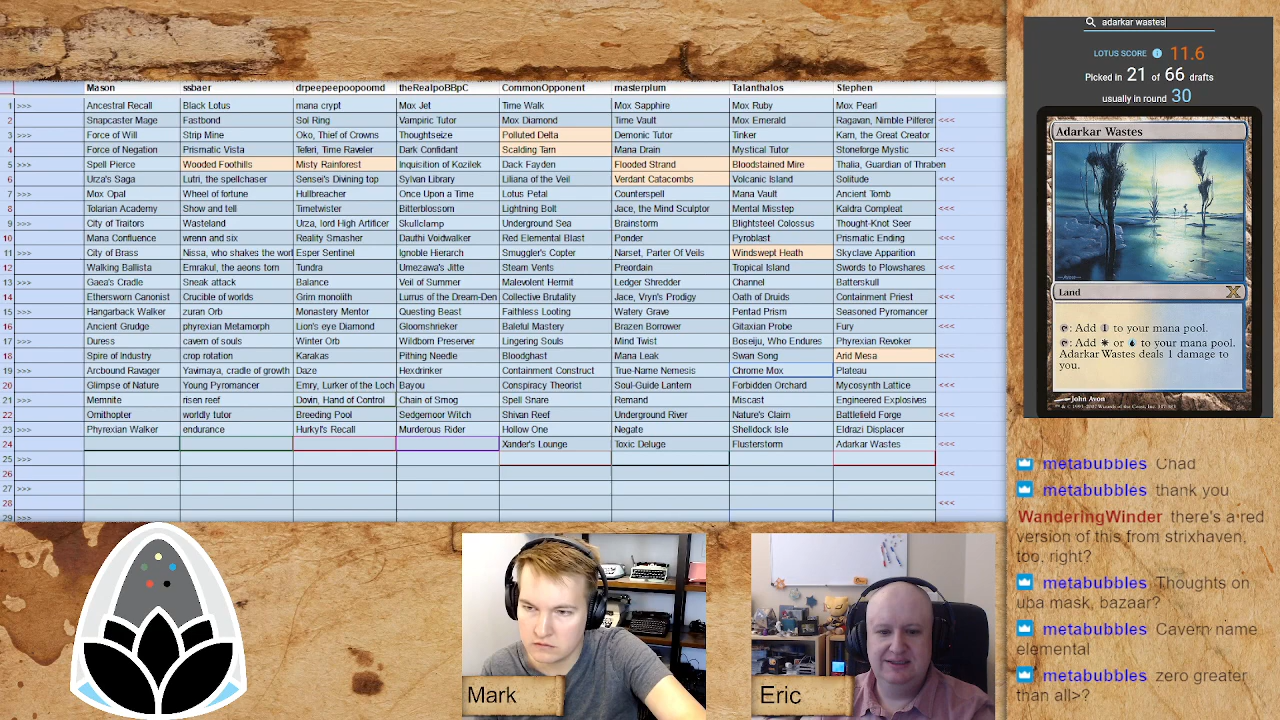 Mason ssbaer drpeepeepoopoomd theRealpoBBpC CommonOpponent masterplum Talanthalos Stephen
1 >>> Ancestral Recall Black Lotus mana crypt Mox Jet Time Walk Mox Sapphire Mox Ruby Mox Pearl
2 Snapcaster Mage Fastbond Sol Ring Vampiric Tutor Mox Diamond Time Vault Mox Emerald Ragavan, Nimble Pilferer <<<
3 >>> Force of Will Strip Mine Oko, Thief of Crowns Thoughtseize Polluted Delta Demonic Tutor Tinker Karn, the Great Creator
4 Force of Negation Prismatic Vista Teferi, Time Raveler Dark Confidant Scalding Tarn Mana Drain Mystical Tutor Stoneforge Mystic <<<
5 >>> Spell Pierce Wooded Foothills Misty Rainforest Inquisition of Kozilek Dack Fayden Flooded Strand Bloodstained Mire Thalia, Guardian of Thraben
6 Urza's Saga Lutri, the spellchaser Sensei's Divining top Sylvan Library Liliana of the Veil Verdant Catacombs Volcanic Island Solitude <<<
7 >>> Mox Opal Wheel of fortune Hullbreacher Once Upon a Time Lotus Petal Counterspell Mana Vault Ancient Tomb
8 Tolarian Academy Show and tell Timetwister Bitterblossom Lightning Bolt Jace, the Mind Sculptor Mental Misstep Kaldra Compleat <<<
9 >>> City of Traitors Wasteland Urza, lord High Artificer Skullclamp Underground Sea Brainstorm Blightsteel Colossus Thought-Knot Seer
10 Mana Confluence wrenn and six Reality Smasher Dauthi Voidwalker Red Elemental Blast Ponder Pyroblast Prismatic Ending <<<
11 >>> City of Brass Nissa, who shakes the worl Esper Sentinel Ignoble Hierarch Smuggler's Copter Narset, Parter Of Veils Windswept Heath Skyclave Apparition
12 Walking Ballista Emrakul, the aeons torn Tundra Umezawa's Jitte Steam Vents Preordain Tropical Island Swords to Plowshares <<<
13 >>> Gaea's Cradle Sneak attack Balance Veil of Summer Malevolent Hermit Ledger Shredder Channel Batterskull
14 Ethersworn Canonist Crucible of worlds Grim monolith Lurrus of the Dream-Den Collective Brutality Jace, Vryn's Prodigy Oath of Druids Containment Priest <<<
15 >>> Hangarback Walker zuran Orb Monastery Mentor Questing Beast Faithless Looting Watery Grave Pentad Prism Seasoned Pyromancer
16 Ancient Grudge phyrexian Metamorph Lion's eye Diamond Gloomshrieker Baleful Mastery Brazen Borrower Gitaxian Probe Fury <<<
17 >>> Duress cavern of souls Winter Orb Wildborn Preserver Lingering Souls Mind Twist Boseiju, Who Endures Phyrexian Revoker
18 Spire of Industry crop rotation Karakas Pithing Needle Bloodghast Mana Leak Swan Song Arid Mesa <<<
19 >>> Arcbound Ravager Yavimaya, cradle of growth Daze Hexdrinker Containment Construct True-Name Nemesis Chrome Mox Plateau
20 Glimpse of Nature Young Pyromancer Emry, Lurker of the Loch Bayou Conspiracy Theorist Soul-Guide Lantern Forbidden Orchard Mycosynth Lattice <<<
21 >>> Memnite risen reef Dovin, Hand of Control Chain of Smog Spell Snare Remand Miscast Engineered Explosives
22 Ornithopter worldly tutor Breeding Pool Sedgemoor Witch Shivan Reef Underground River Nature's Claim Battlefield Forge <<<
23 >>> Phyrexian Walker endurance Hurkyl's Recall Murderous Rider Hollow One Negate Shelldock Isle Eldrazi Displacer
24 Xander's Lounge Toxic Deluge Flusterstorm Adarkar Wastes <<<
25 >>>
26 <<<
27 >>>
28 <<<
29 >>>
adarkar wastes
LOTUS SCORE i 11.6
Picked in 21 of 66 drafts
usually in round 30
Adarkar Wastes
Land
: Add 1 to your mana pool.
: Add or to your mana pool.
Adarkar Wastes deals 1 damage to
you.
John Avon
metabubbles Chad
metabubbles thank you
WanderingWinder there's a red
version of this from strixhaven,
too, right?
metabubbles Thoughts on
uba mask, bazaar?
metabubbles Cavern name
elemental
metabubbles zero greater
than all>?
Mark
Eric